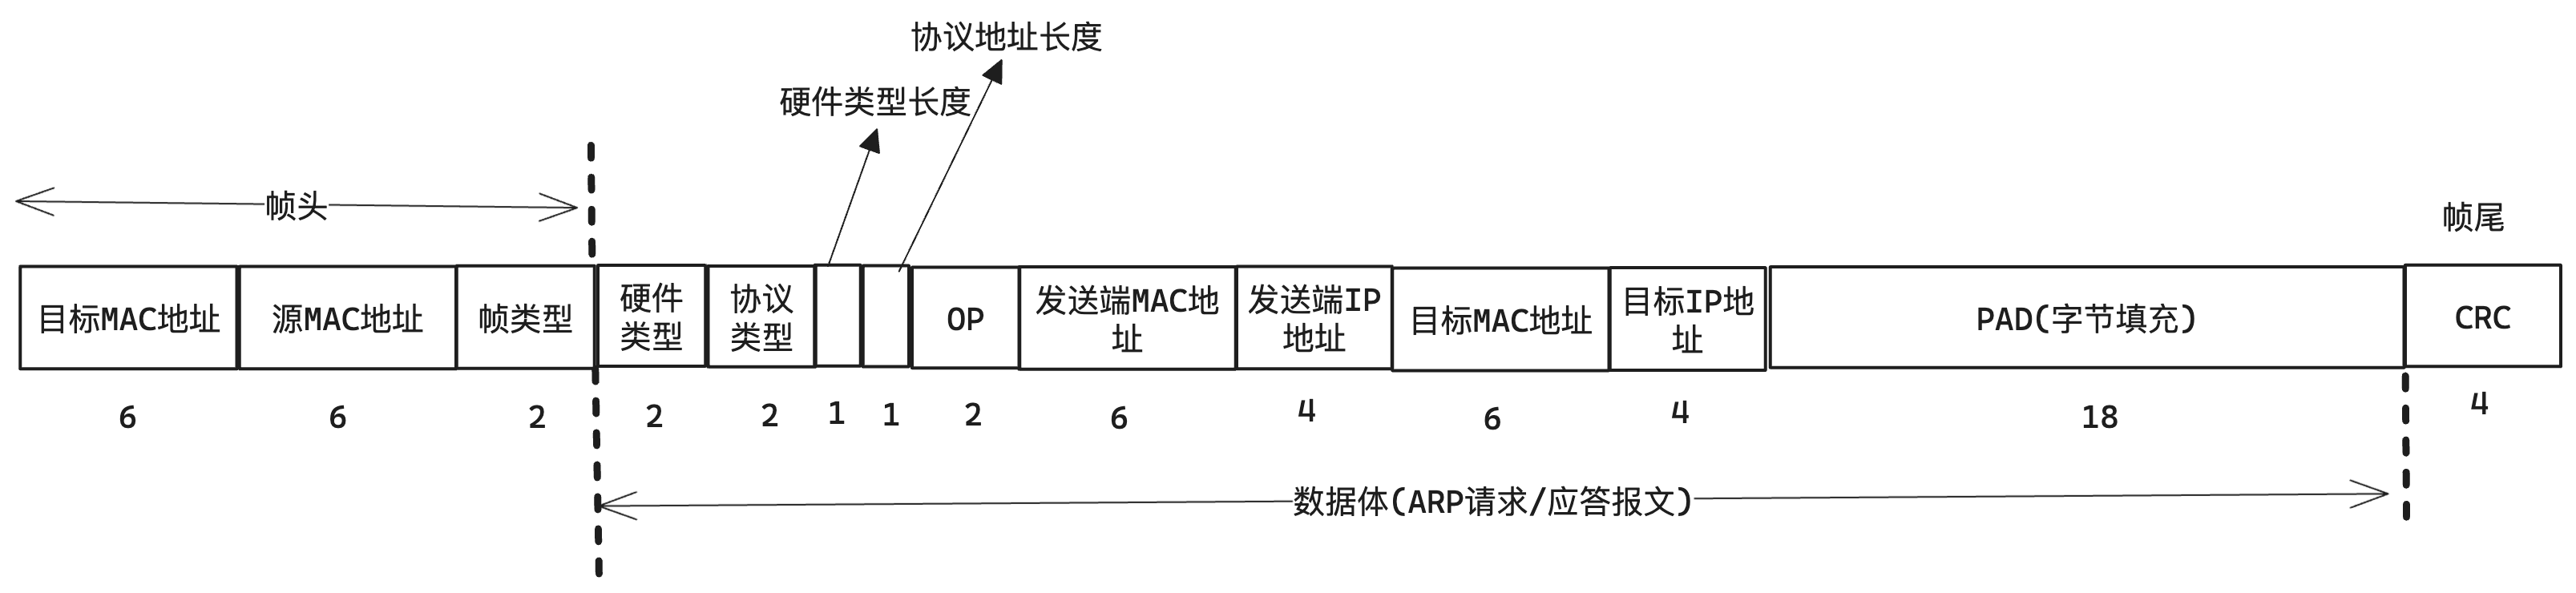 协议地址长度
硬件类型长度
帧头
帧尾
目标MAC地址
源MAC地址
帧类型
硬件
类型
协议
类型
OP
发送端MAC地
址
发送端IP
地址
目标MAC地址
目标IP地
址
PAD(字节填充)
CRC
6
6
2
2
2
1
1
2
6
4
6
4
18
4
数据体(ARP请求/应答报文)